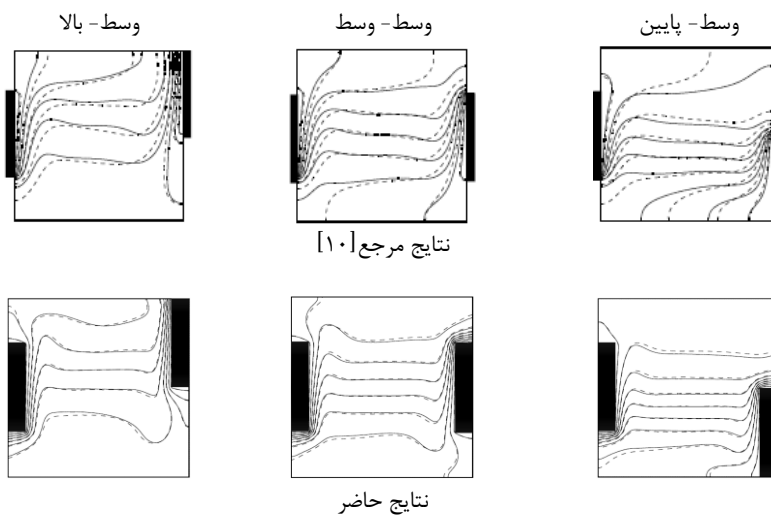 وسط- پایین
وسط- وسط
وسط- بالا
نتایج مرجع[۱۰]
نتایج حاضر